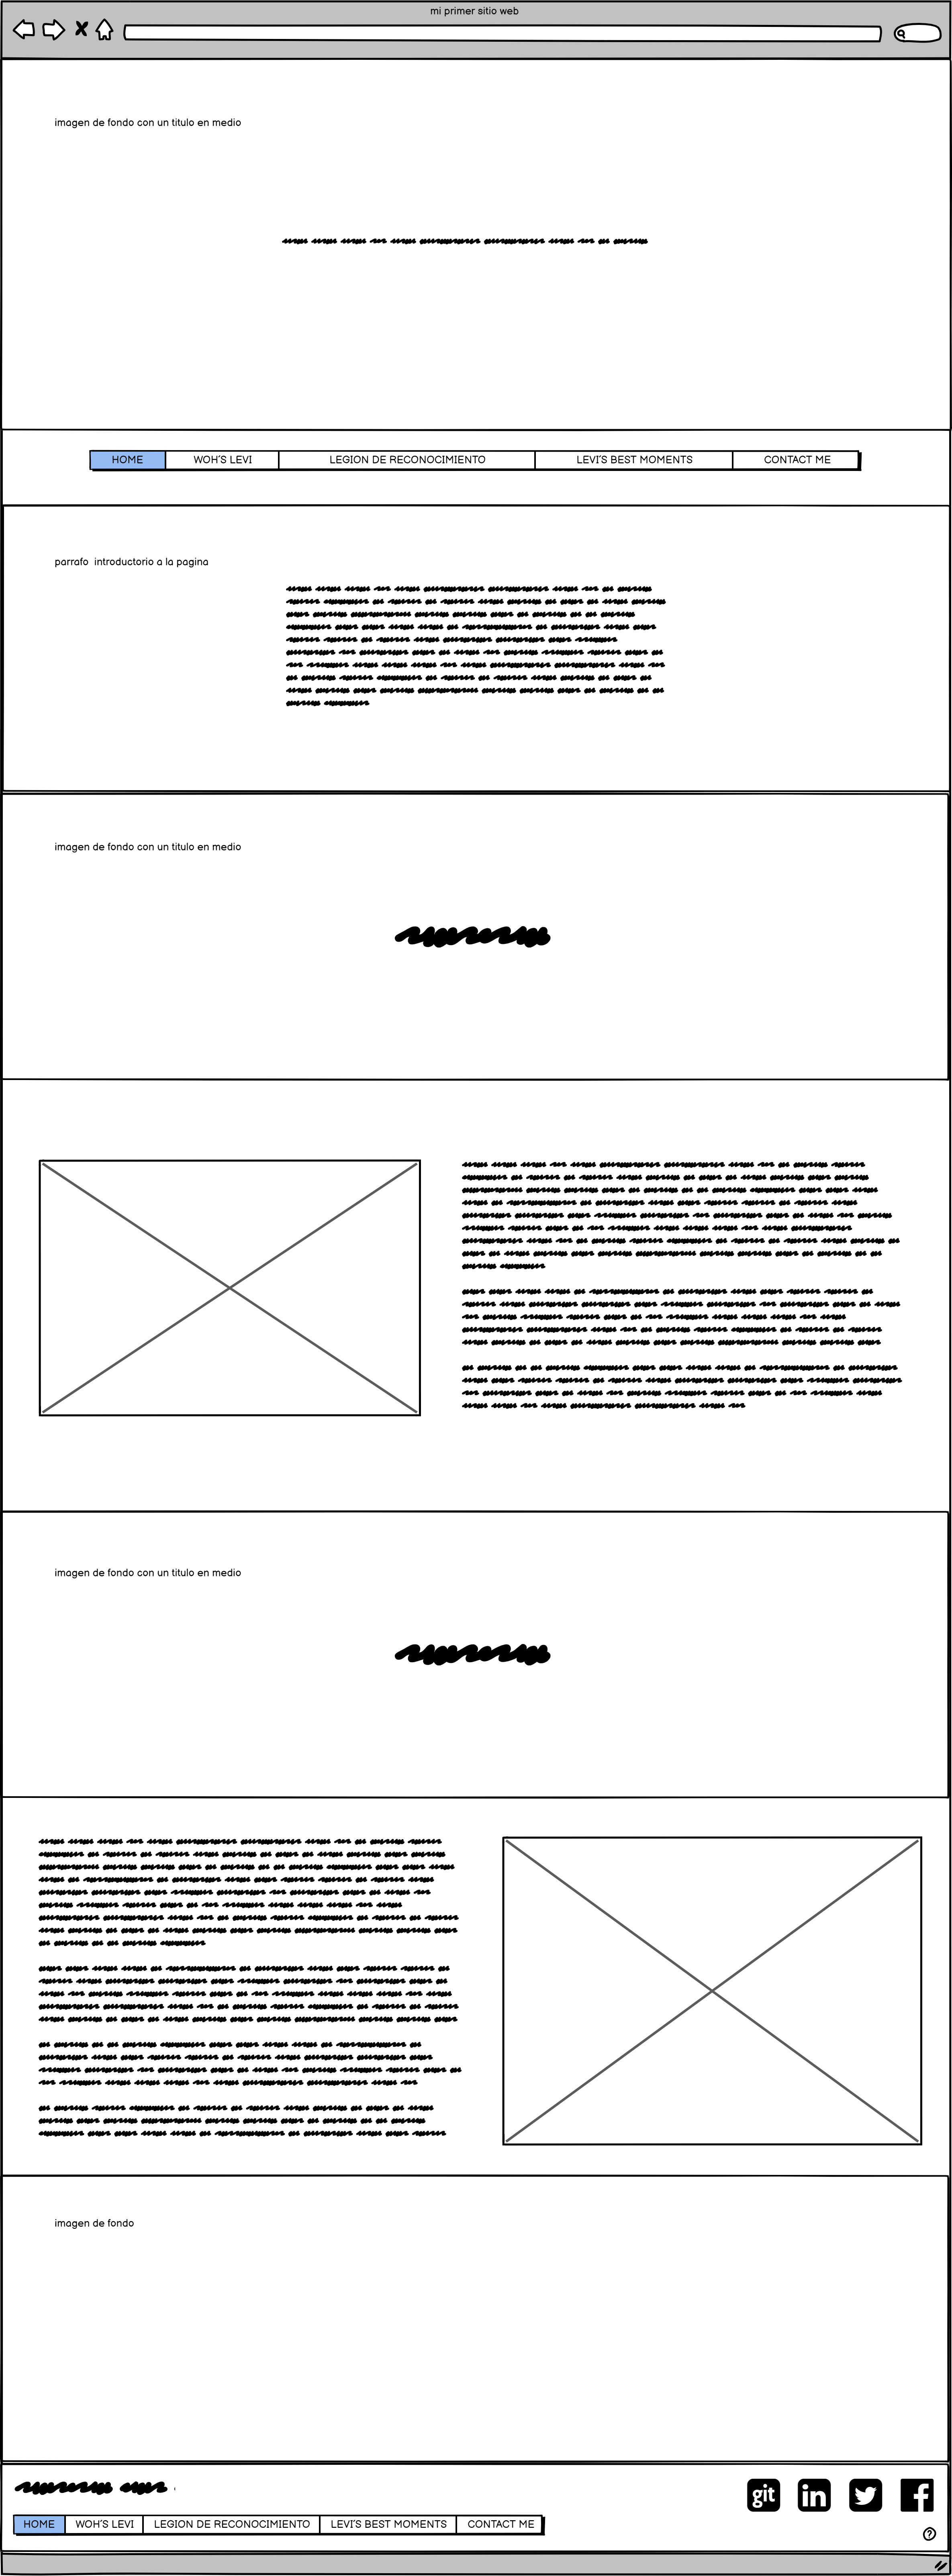 mi primer sitio web
imagen de fondo con un titulo en medio
HOME WOH'S LEVI LEGION DE RECONOCIMIENTO LEVI'S BEST MOMENTS CONTACT ME
parrafo introductorio a la pagina
imagen de fondo con un titulo en medio
imagen de fondo con un titulo en medio
imagen de fondo
git in
HOME WOH'S LEVI LEGION DE RECONOCIMIENTO LEVI'S BEST MOMENTS CONTACT ME
?